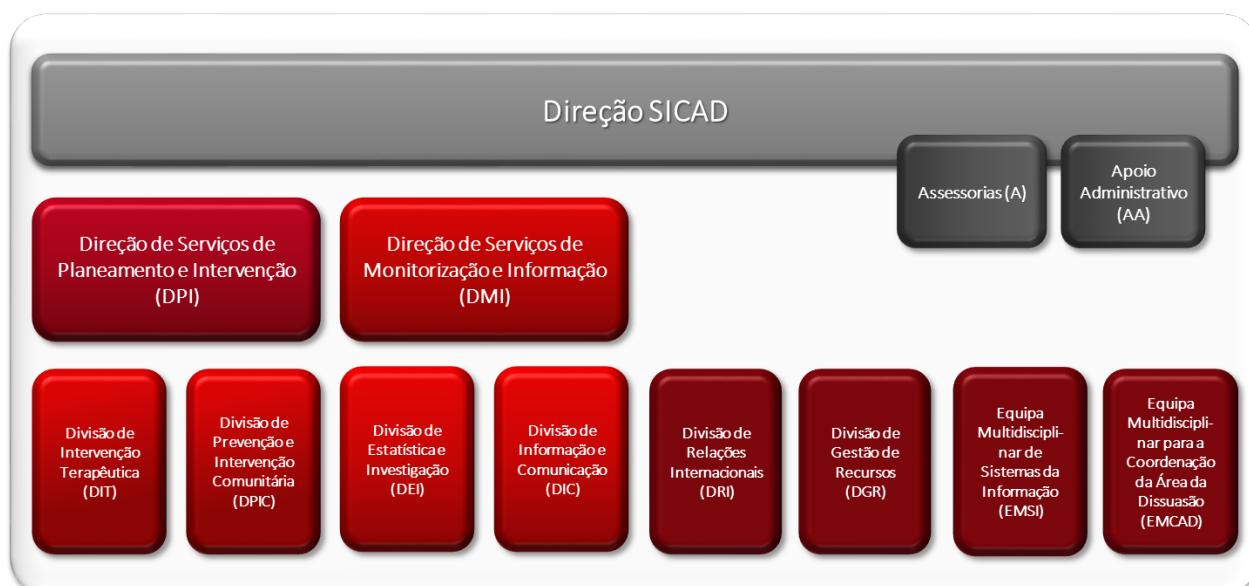 Direção SICAD
Assessorias (A)
Apoio
Administrativo
(AA)
Direção de Serviços de
Planeamento e Intervenção
(DPI)
Direção de Serviços de
Monitorização e Informação
(DMI)
Divisão de
Intervenção
Terapêutica
(DIT)
Divisão de
Prevenção e
Intervenção
Comunitária
(DPIC)
Divisão de
Estatística e
Investigação
(DEI)
Divisão de
Informação e
Comunicação
(DIC)
Divisão de
Relações
Internacionais
(DRI)
Divisão de
Gestão de
Recursos
(DGR)
Equipa
Multidiscipli-
nar de
Sistemas da
Informação
(EMSI)
Equipa
Multidiscipli-
nar para a
Coordenação
da Área da
Dissuasão
(EMCAD)